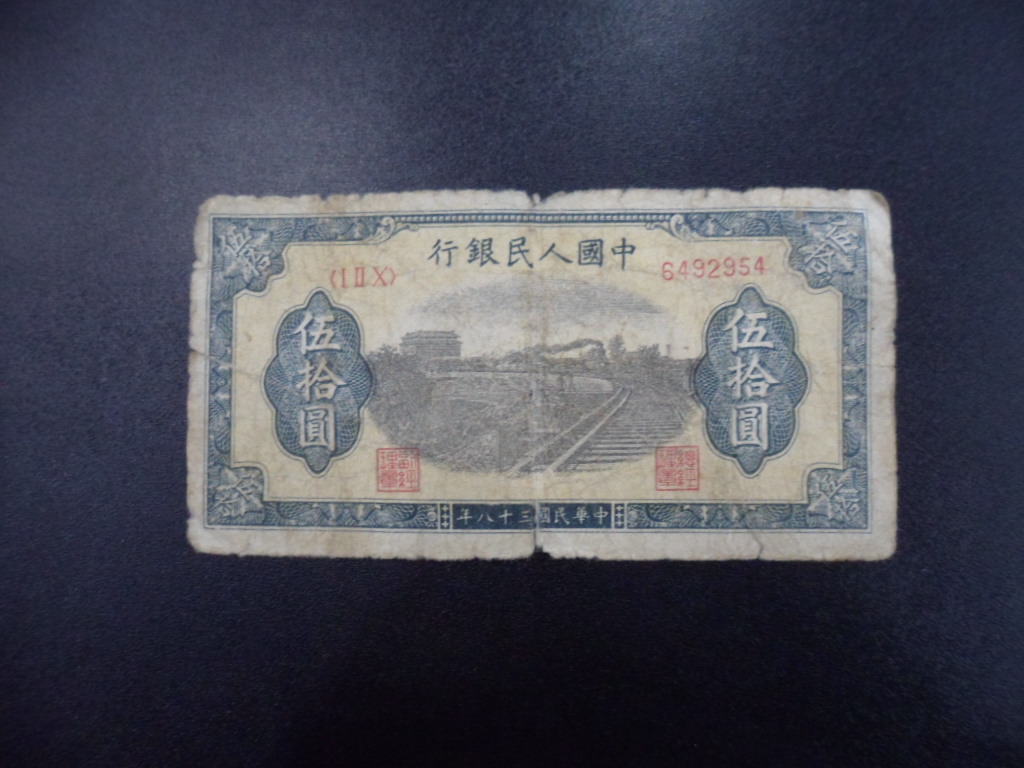 中國人民銀行
〈I II X〉
6492954
伍拾圓
伍拾圓
中華民國三十八年